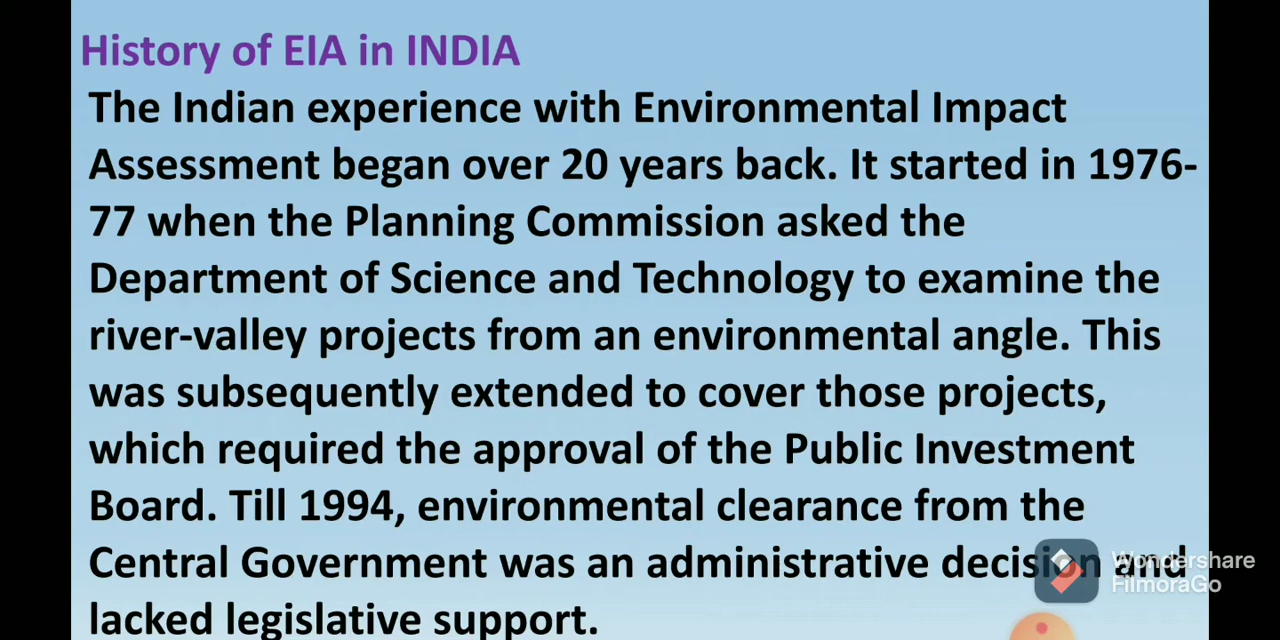 History of EIA in INDIA
The Indian experience with Environmental Impact
Assessment began over 20 years back. It started in 1976-
77 when the Planning Commission asked the
Department of Science and Technology to examine the
river-valley projects from an environmental angle. This
was subsequently extended to cover those projects,
which required the approval of the Public Investment
Board. Till 1994, environmental clearance from the
Central Government was an administrative decision and
lacked legislative support.
Wondershare
FilmoraGo